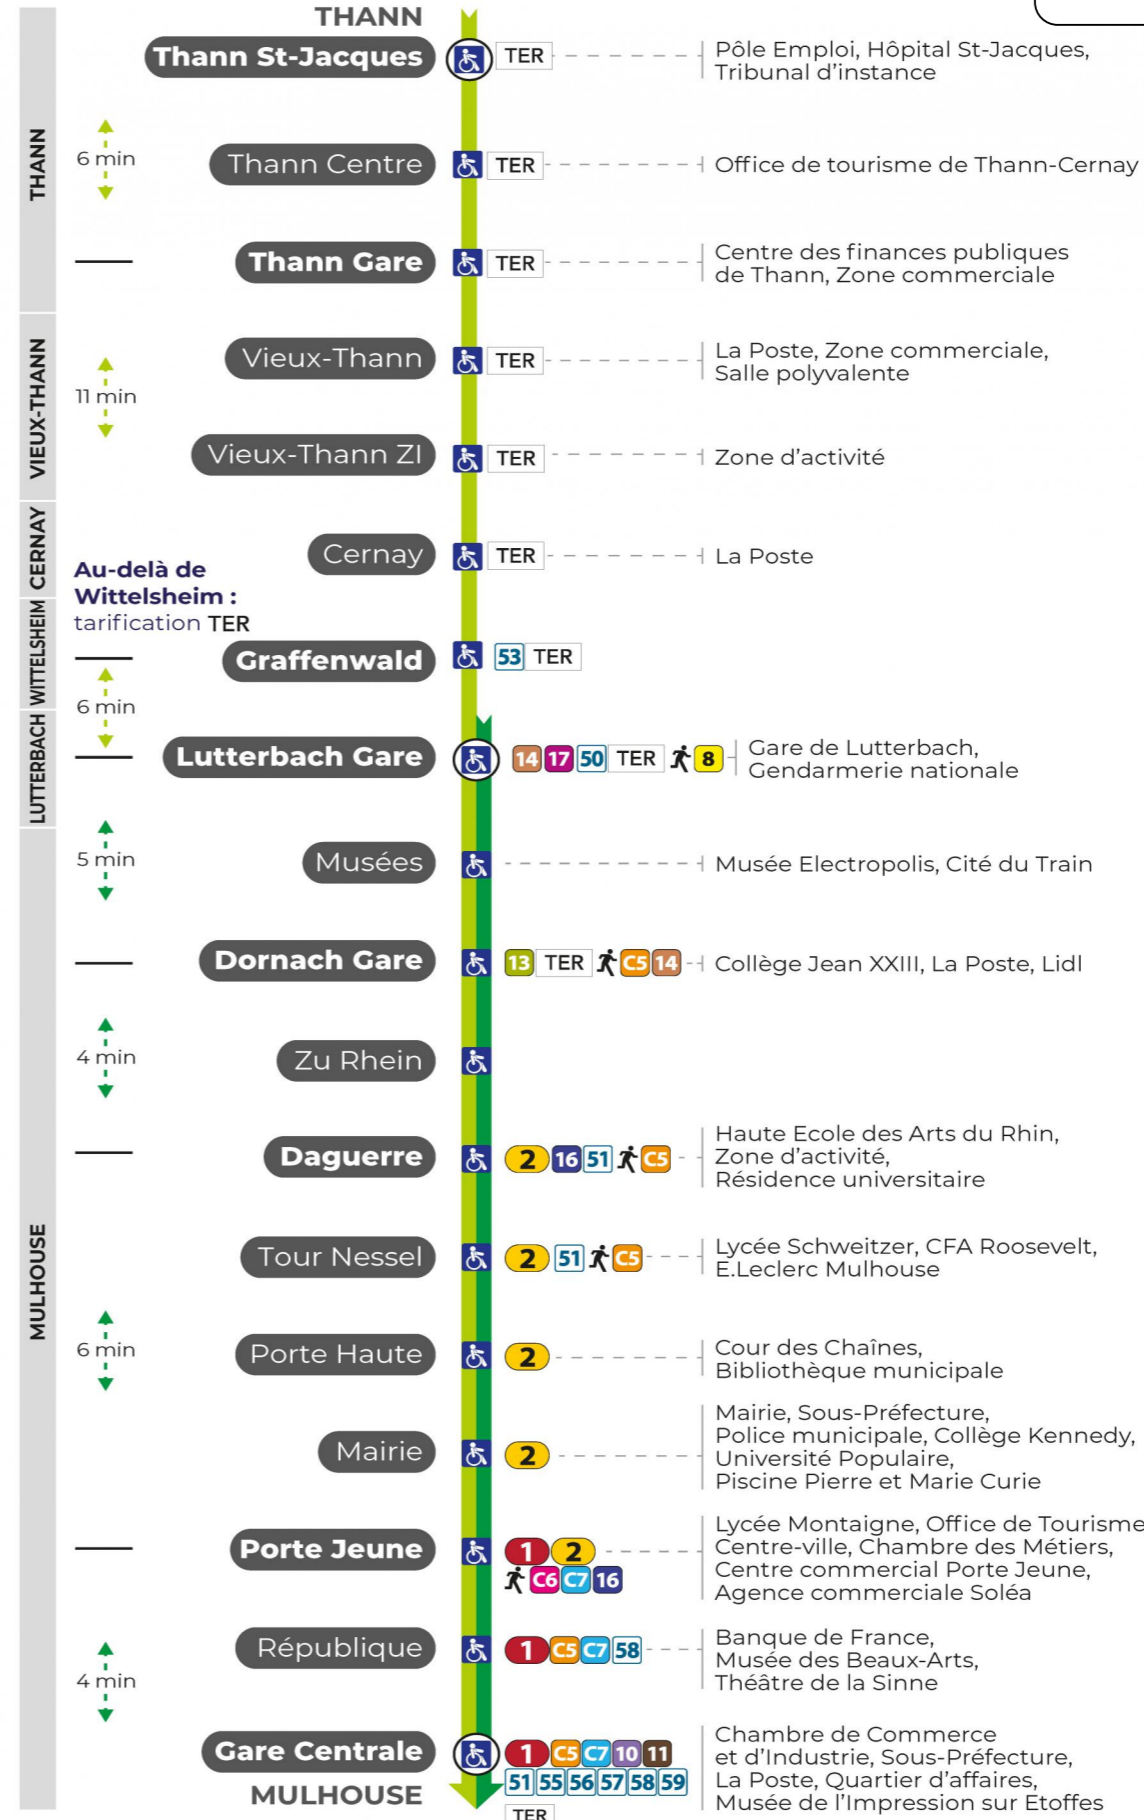 THANN
Thann St-Jacques TER Pôle Emploi, Hôpital St-Jacques,
Tribunal d'instance
THANN
6 min
Thann Centre TER Office de tourisme de Thann-Cernay
Thann Gare TER Centre des finances publiques
de Thann, Zone commerciale
VIEUX-THANN
Vieux-Thann TER La Poste, Zone commerciale,
Salle polyvalente
11 min
Vieux-Thann ZI TER Zone d'activité
CERNAY
Cernay TER La Poste
Au-delà de
Wittelsheim :
tarification TER
WITTELSHEIM
Graffenwald 53 TER
6 min
LUTTERBACH
Lutterbach Gare 14 17 50 TER 8 Gare de Lutterbach,
Gendarmerie nationale
MULHOUSE
5 min
Musées Musée Electropolis, Cité du Train
Dornach Gare 13 TER C5 14 Collège Jean XXIII, La Poste, Lidl
4 min
Zu Rhein
Daguerre 2 16 51 C5 Haute Ecole des Arts du Rhin,
Zone d'activité,
Résidence universitaire
Tour Nessel 2 51 C5 Lycée Schweitzer, CFA Roosevelt,
E.Leclerc Mulhouse
6 min
Porte Haute 2 Cour des Chaînes,
Bibliothèque municipale
Mairie 2 Mairie, Sous-Préfecture,
Police municipale, Collège Kennedy,
Université Populaire,
Piscine Pierre et Marie Curie
Porte Jeune 1 2 Lycée Montaigne, Office de Tourisme
Centre-ville, Chambre des Métiers,
C6 C7 16 Centre commercial Porte Jeune,
Agence commerciale Soléa
République 1 C5 C7 58 Banque de France,
Musée des Beaux-Arts,
Théâtre de la Sinne
4 min
Gare Centrale 1 C5 C7 10 11 Chambre de Commerce
et d'Industrie, Sous-Préfecture,
51 55 56 57 58 59 La Poste, Quartier d'affaires,
MULHOUSE Musée de l'Impression sur Etoffes
TER